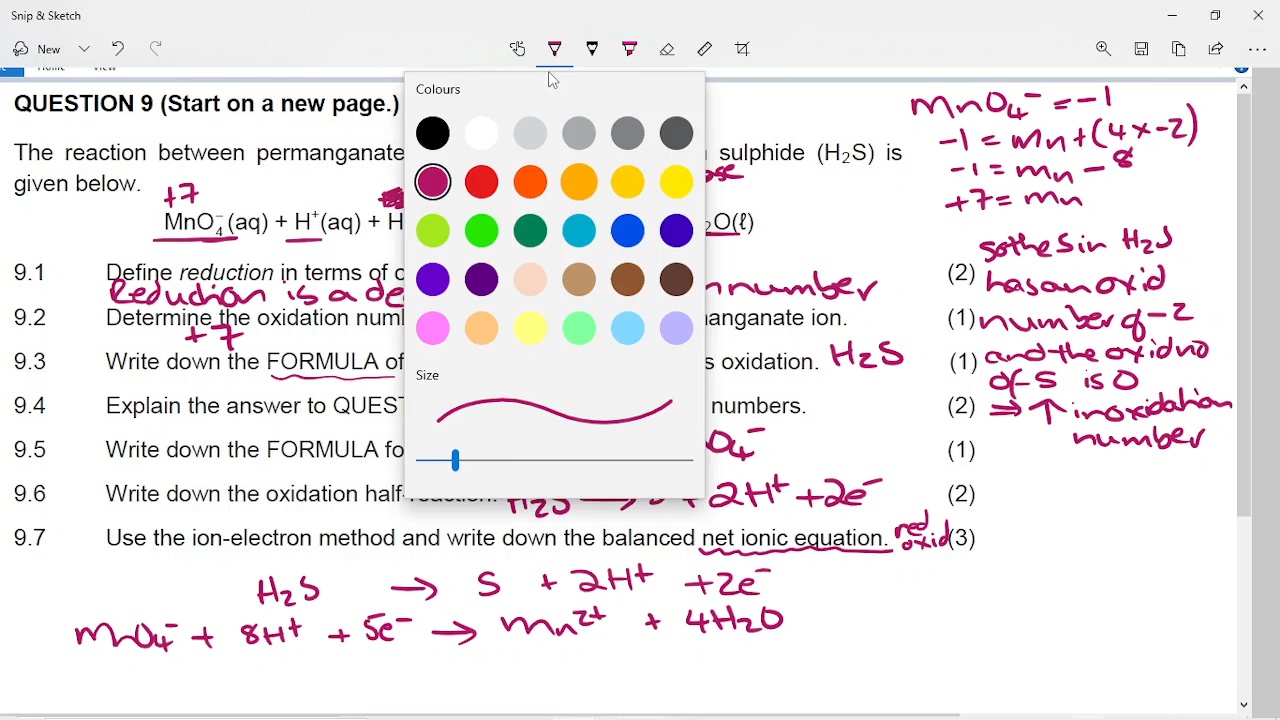 Snip & Sketch
New
Home View
QUESTION 9 (Start on a new page.)
MnO₄⁻ = -1
-1 = Mn + (4 x -2)
-1 = Mn - 8
+7 = Mn
Colours
The reaction between permanganate sulphide (H₂S) is
given below.
+7
MnO₄⁻(aq) + H⁺(aq) + H ₂O(ℓ)
9.1 Define reduction in terms of (2)
Reduction is a de number
so the S in H₂S
has an oxid
number of -2
and the oxid no
of S is 0
⇒ ↑ in oxidation
number
9.2 Determine the oxidation num manganate ion. (1)
+7
9.3 Write down the FORMULA of s oxidation. H₂S (1)
Size
9.4 Explain the answer to QUEST numbers. (2)
9.5 Write down the FORMULA fo O₄⁻ (1)
9.6 Write down the oxidation half-reaction. (2)
H₂S → + 2H⁺ + 2e⁻
9.7 Use the ion-electron method and write down the balanced net ionic equation. red oxid (3)
H₂S → S + 2H⁺ + 2e⁻
MnO₄⁻ + 8H⁺ + 5e⁻ → Mn²⁺ + 4H₂O